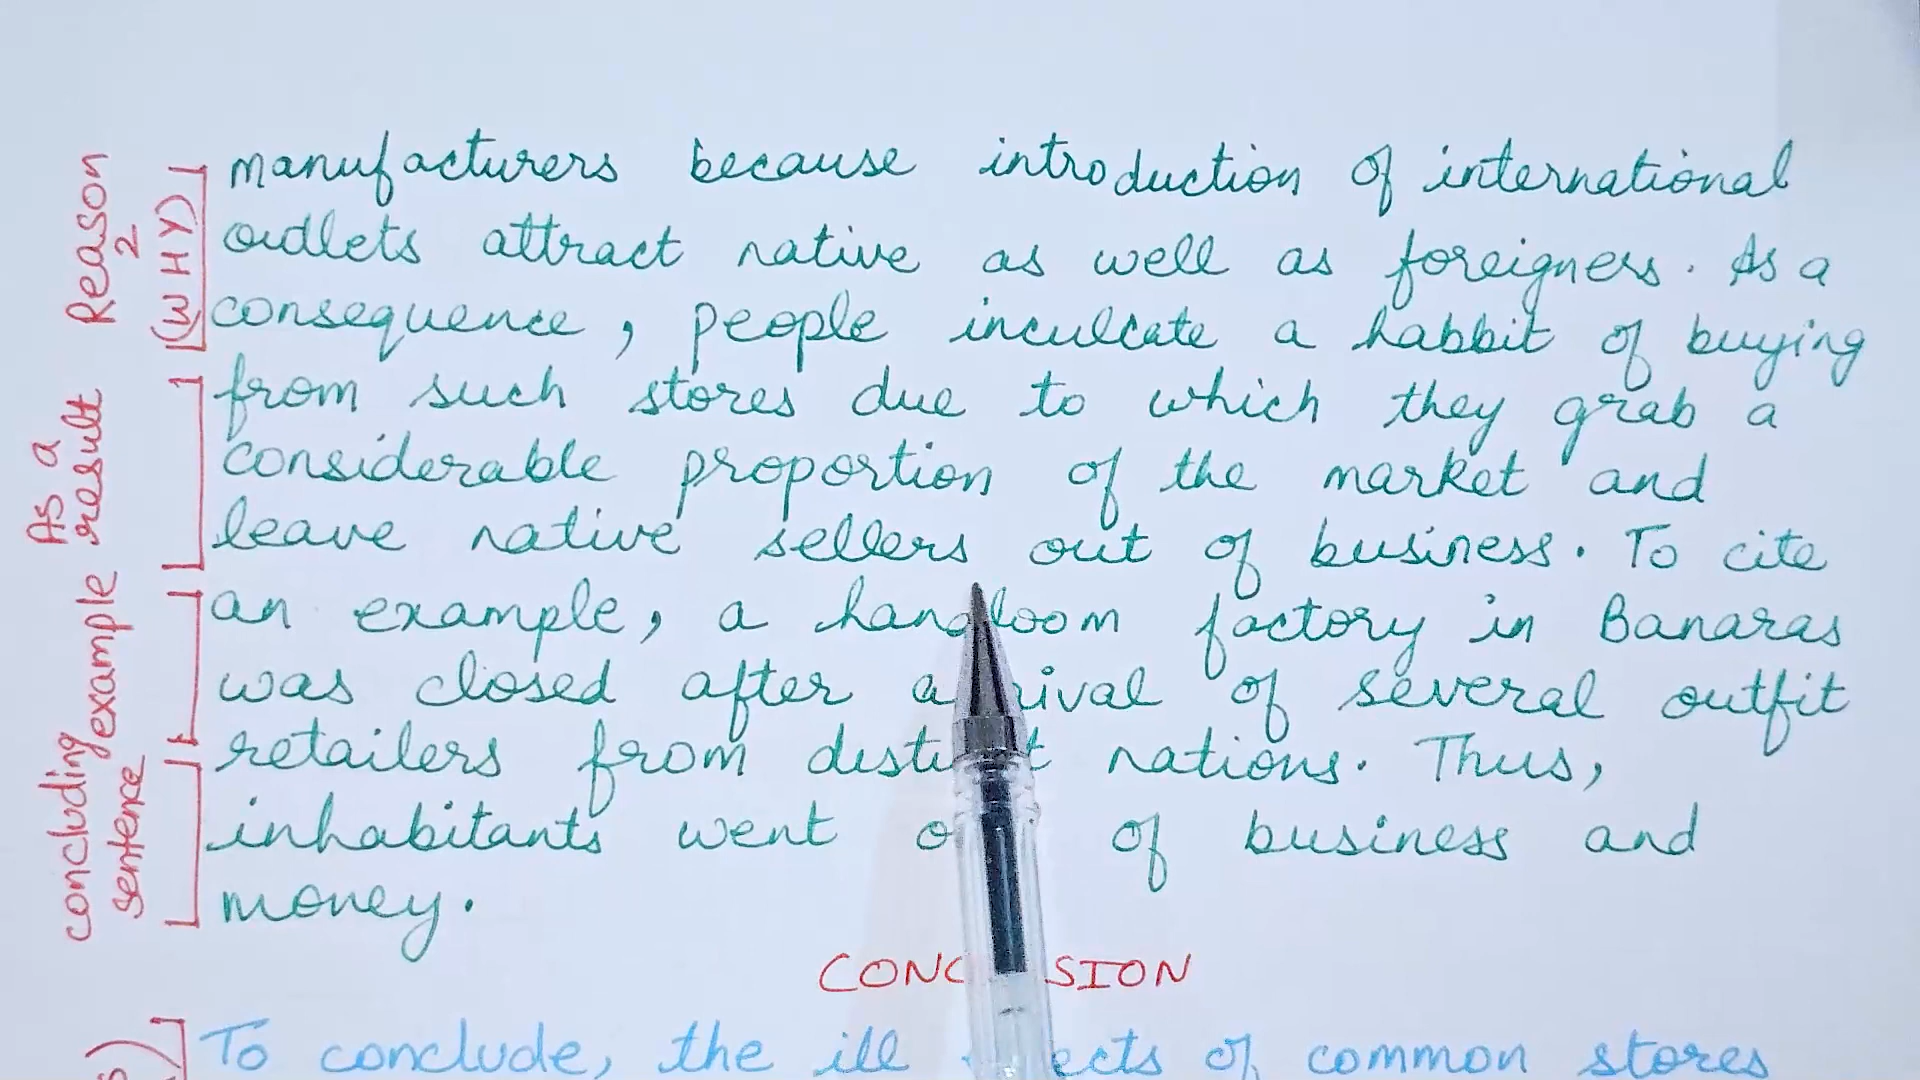 Reason
2
(WHY)
manufacturers because introduction of international
outlets attract native as well as foreigners. As a
consequence, people inculcate a habbit of buying
As a
result
from such stores due to which they grab a
considerable proportion of the market and
leave native sellers out of business. To cite
example
an example, a handloom factory in Banaras
was closed after arrival of several outfit
retailers from nations. Thus,
concluding
sentence
inhabitants went of business and
money.
CONCLUSION
To conclude, the ill of common stores